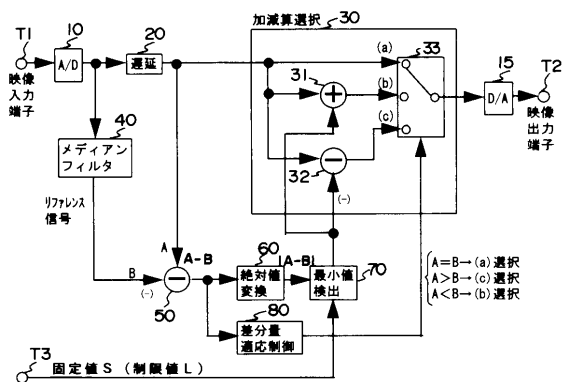 加減算選択 30
T1
10
A/D
20
遅延
(a)
33
31
+
(b)
(c)
−
32
(−)
15
D/A
T2
映像
入力
端子
映像
出力
端子
40
メディアン
フィルタ
リファレンス
信号
A
A−B
B
(−)
−
50
60
絶対値
変換
|A−B|
最小値
検出
70
80
差分量
適応制御
A=B→(a)選択
A>B→(c)選択
A<B→(b)選択
T3
固定値S(制限値L)